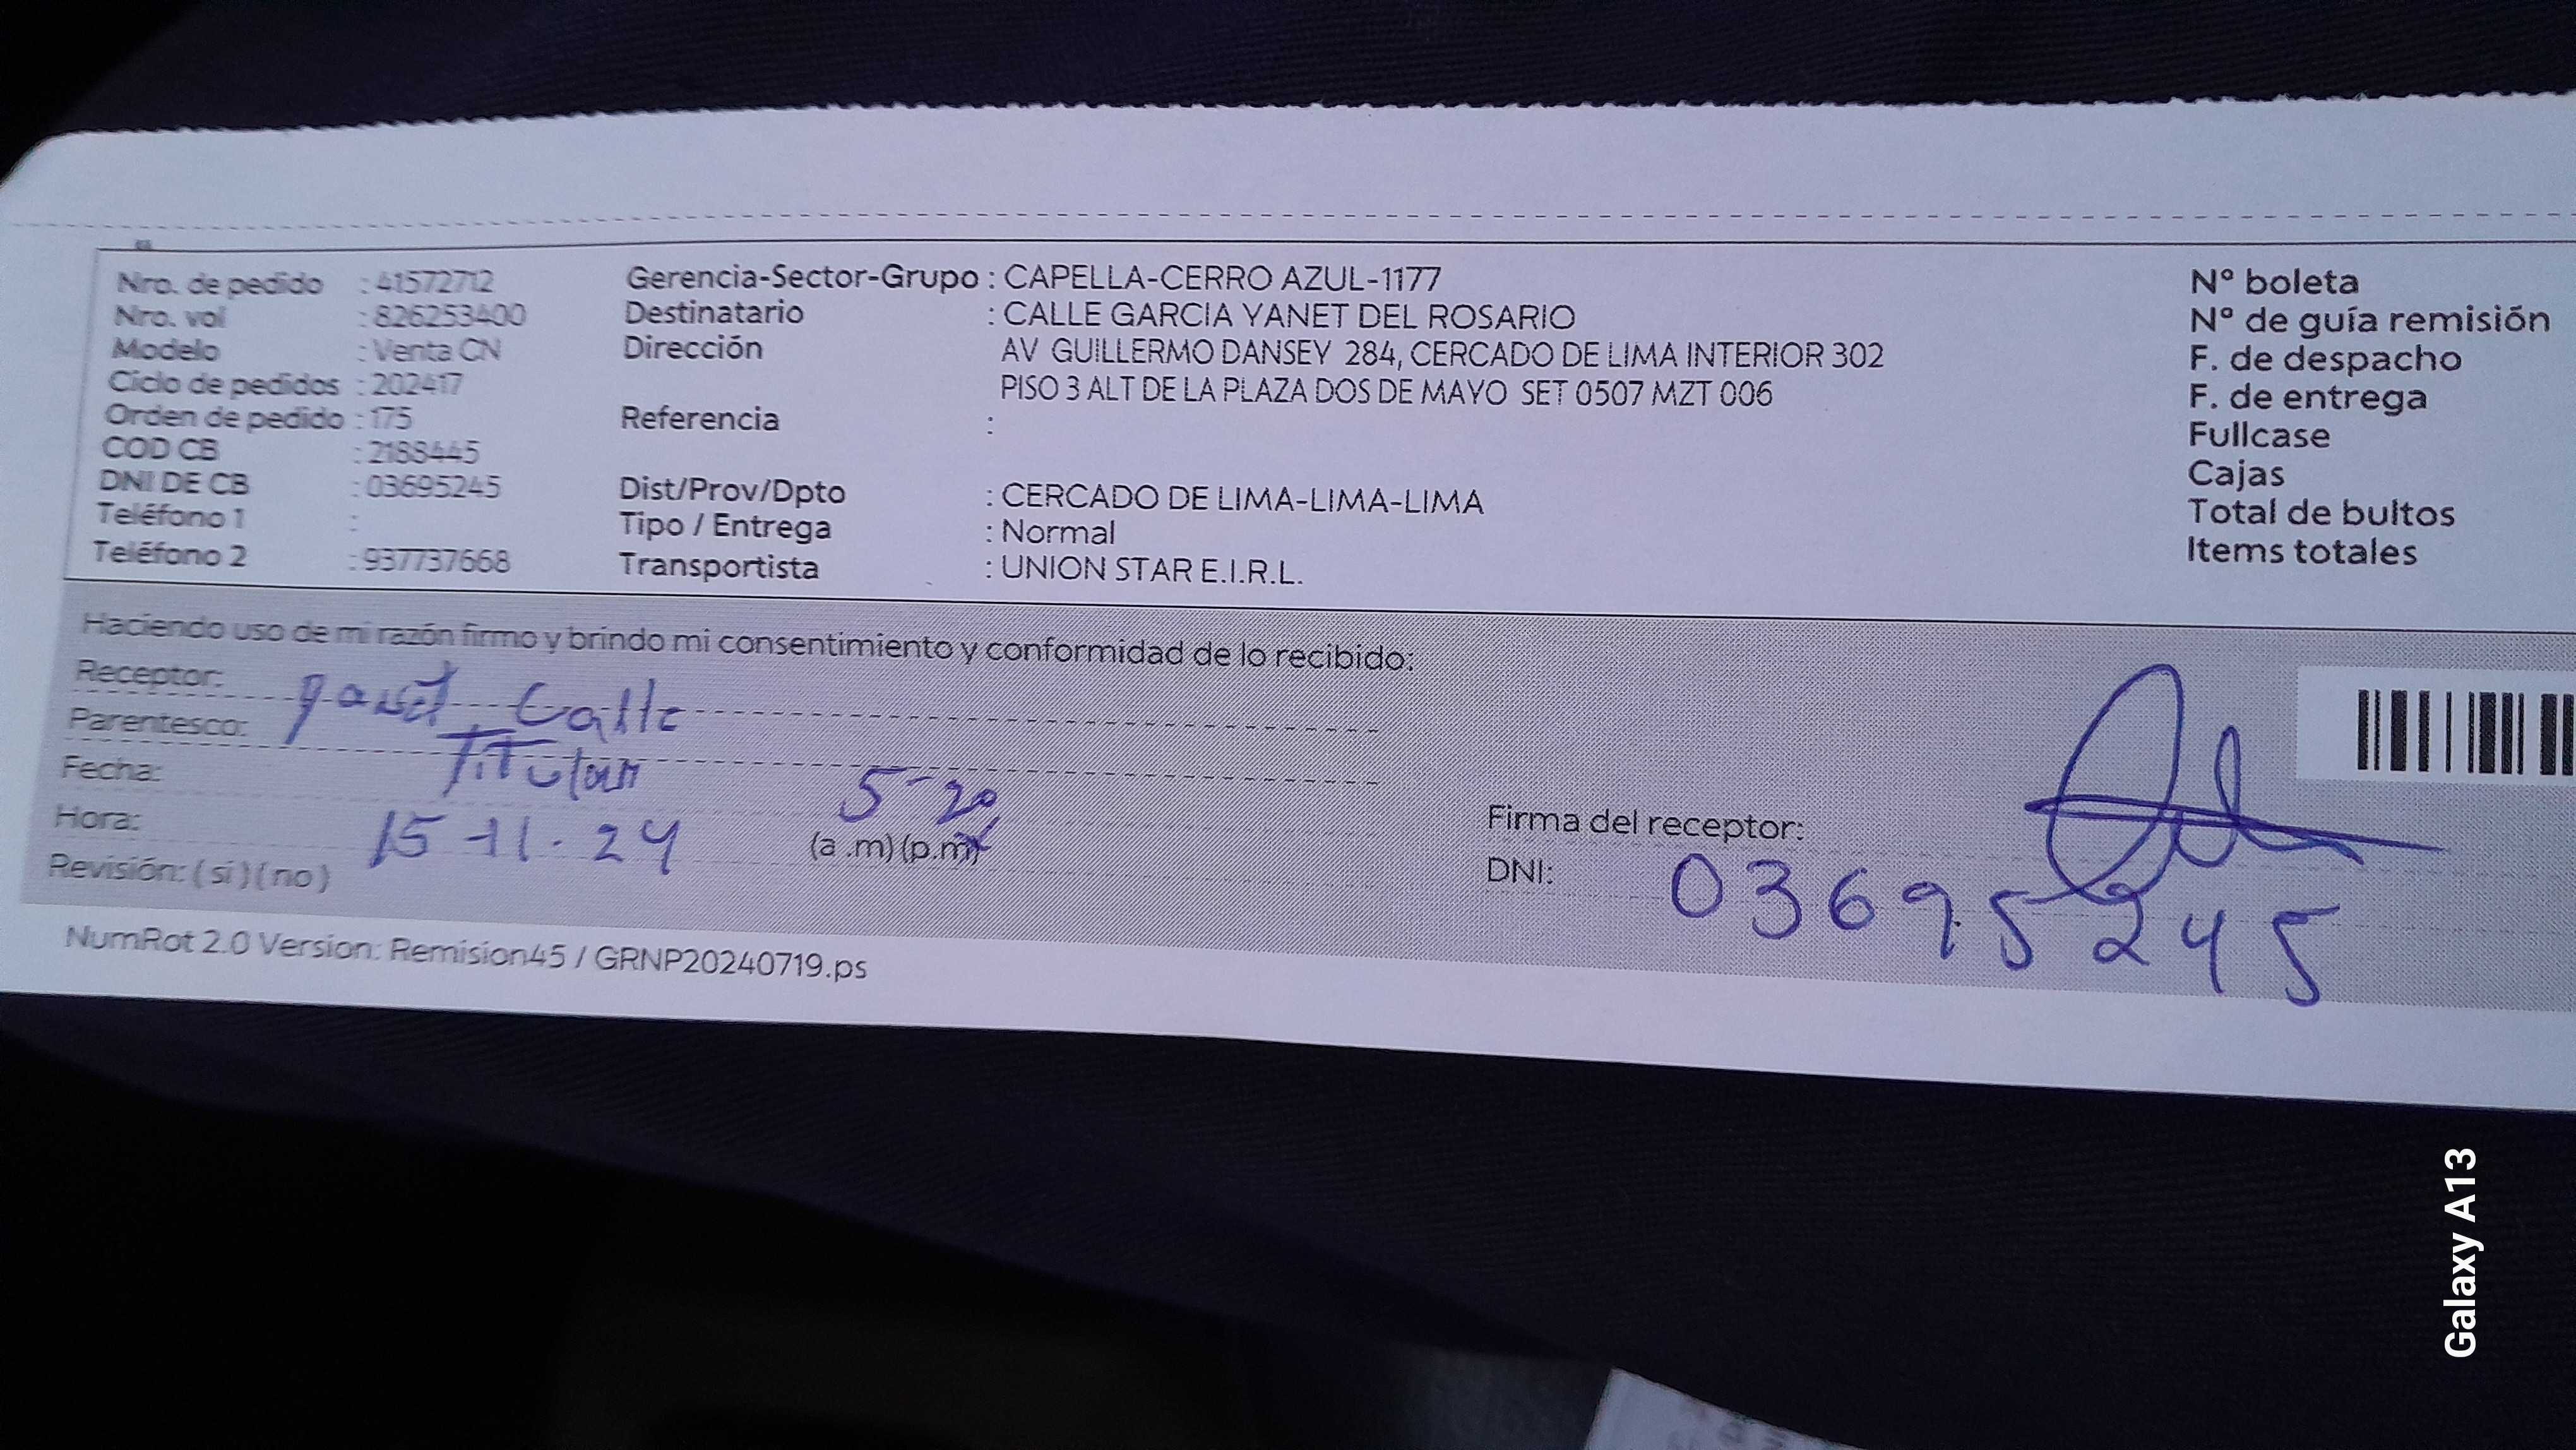 Nro. de pedido : 41572712 Gerencia-Sector-Grupo : CAPELLA-CERRO AZUL-1177 N° boleta
Nro. vol : 826253400 Destinatario : CALLE GARCIA YANET DEL ROSARIO N° de guía remisión
Modelo : Venta CN Dirección AV GUILLERMO DANSEY 284, CERCADO DE LIMA INTERIOR 302 F. de despacho
Ciclo de pedidos : 202417 PISO 3 ALT DE LA PLAZA DOS DE MAYO SET 0507 MZT 006 F. de entrega
Orden de pedido : 175 Referencia : Fullcase
COD CB : 2188445 Cajas
DNI DE CB : 03695245 Dist/Prov/Dpto : CERCADO DE LIMA-LIMA-LIMA Total de bultos
Teléfono 1 : Tipo / Entrega : Normal Items totales
Teléfono 2 : 937737668 Transportista : UNION STAR E.I.R.L.
Haciendo uso de mi razón firmo y brindo mi consentimiento y conformidad de lo recibido:
Receptor: Yanet Calle
Parentesco: Titular
Fecha: 15-11-24
Hora: 5-20 (a .m) (p.m)
Revisión: ( si ) ( no )
Firma del receptor:
DNI: 03695245
NumRot 2.0 Version: Remision45 / GRNP20240719.ps
Galaxy A13